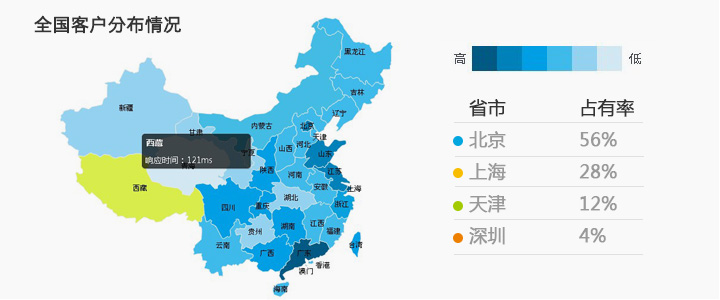 全国客户分布情况
黑龙江
吉林
辽宁
内蒙古
北京
天津
河北
山西
山东
新疆
甘肃
宁夏
西藏
响应时间：121ms
青海
西藏
陕西
河南
江苏
安徽
上海
四川
重庆
湖北
浙江
湖南
江西
贵州
福建
云南
广西
广东
台湾
香港
澳门
海南
高
低
省市 占有率
北京 56%
上海 28%
天津 12%
深圳 4%